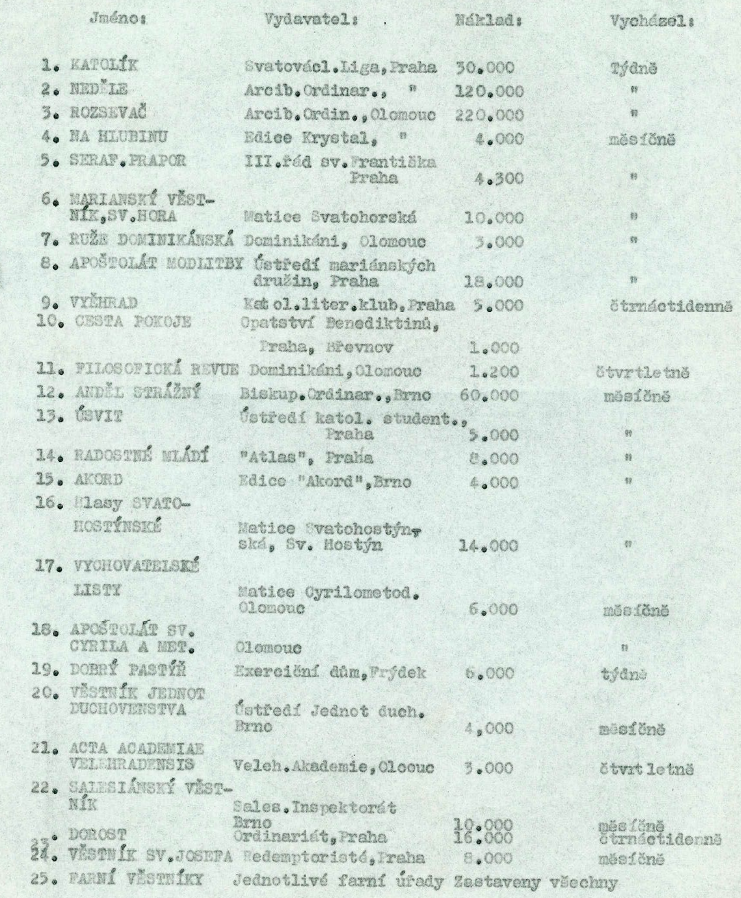 Jméno: Vydavatel: Náklad: Vycházel:
1. KATOLÍK Svatovácl.Liga,Praha 30.000 Týdně
2. NEDĚLE Arcib.Ordinar., " 120.000 "
3. ROZSEVAČ Arcib.Ordin.,Olomouc 220.000 "
4. NA HLUBINU Edice Krystal, " 4.000 měsíčně
5. SERAF.PRAPOR III.řád sv.Františka
Praha 4.300 "
6. MARIANSKÝ VĚST-
NÍK,SV.HORA Matice Svatohorská 10.000 "
7. RUŽE DOMINIKÁNSKÁ Dominikáni, Olomouc 3.000 "
8. APOŠTOLÁT MODLITBY Ústředí mariánských
družin, Praha 18.000 "
9. VYŠEHRAD Katol.liter.klub,Praha 5.000 čtrnáctidenně
10. CESTA POKOJE Opatství Benediktinů,
Praha, Břevnov 1.000
11. FILOSOFICKÁ REVUE Dominikáni,Olomouc 1.200 čtvrtletně
12. ANDĚL STRÁŽNÝ Biskup.Ordinar.,Brno 60.000 měsíčně
13. ÚSVIT Ústředí katol. student.,
Praha 5.000 "
14. RADOSTNÉ MLÁDÍ "Atlas", Praha 8.000 "
15. AKORD Edice "Akord",Brno 4.000 "
16. Hlasy SVATO-
HOSTÝNSKÉ Matice Svatohostýn-
ská, Sv. Hostýn 14.000 "
17. VYCHOVATELSKÉ
LISTY Matice Cyrilometod.
Olomouc 6.000 měsíčně
18. APOŠTOLÁT SV.
CYRILA A MET. Olomouc "
19. DOBRÝ PASTÝŘ Exerciční dům,Frýdek 6.000 týdně
20. VĚSTNÍK JEDNOT
DUCHOVENSTVA Ústředí Jednot duch.
Brno 4,000 měsíčně
21. ACTA ACADEMIAE
VELEHRADENSIS Veleh.Akademie,Oloouc 3.000 čtvrtletně
22. SALESIÁNSKÝ VĚST-
NÍK Sales.Inspektorát
Brno 10.000 měsíčně
23. DOROST Ordinariát,Praha 16.000 čtrnáctidenně
24. VĚSTNÍK SV.JOSEFA Redemptoristé,Praha 8.000 měsíčně
25. FARNÍ VĚSTNÍKY Jednotlivé farní úřady Zastaveny všechny